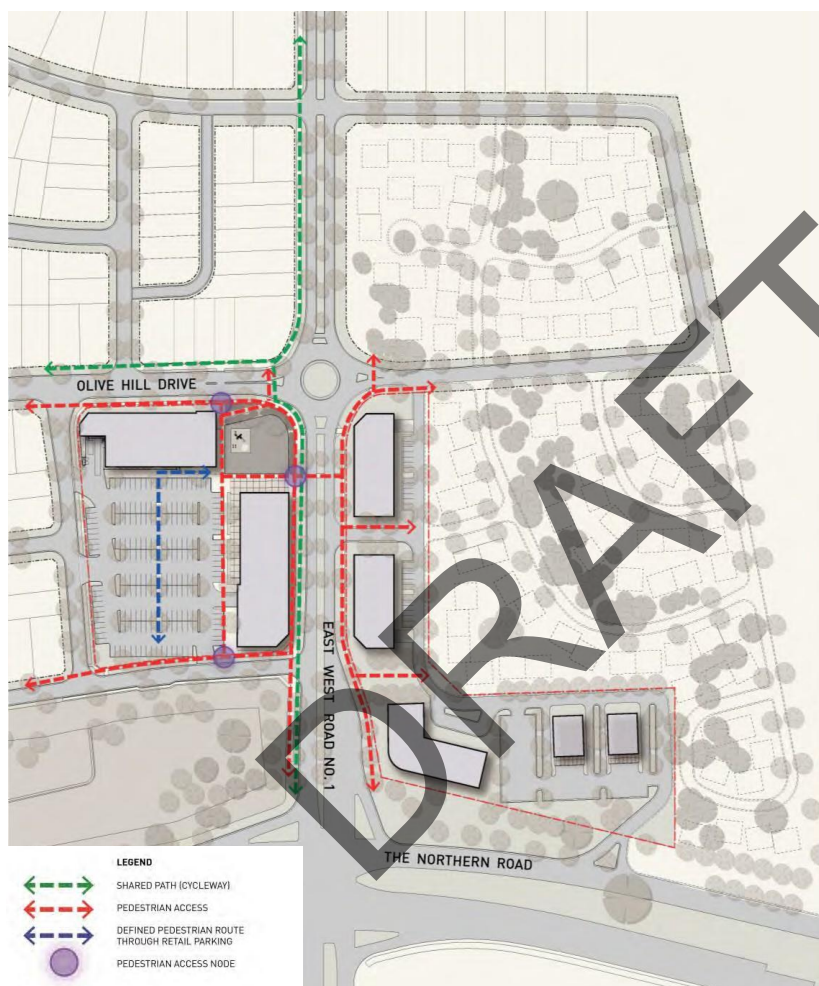 OLIVE HILL DRIVE
EAST WEST ROAD NO. 1
THE NORTHERN ROAD
DRAFT
LEGEND
SHARED PATH (CYCLEWAY)
PEDESTRIAN ACCESS
DEFINED PEDESTRIAN ROUTE
THROUGH RETAIL PARKING
PEDESTRIAN ACCESS NODE